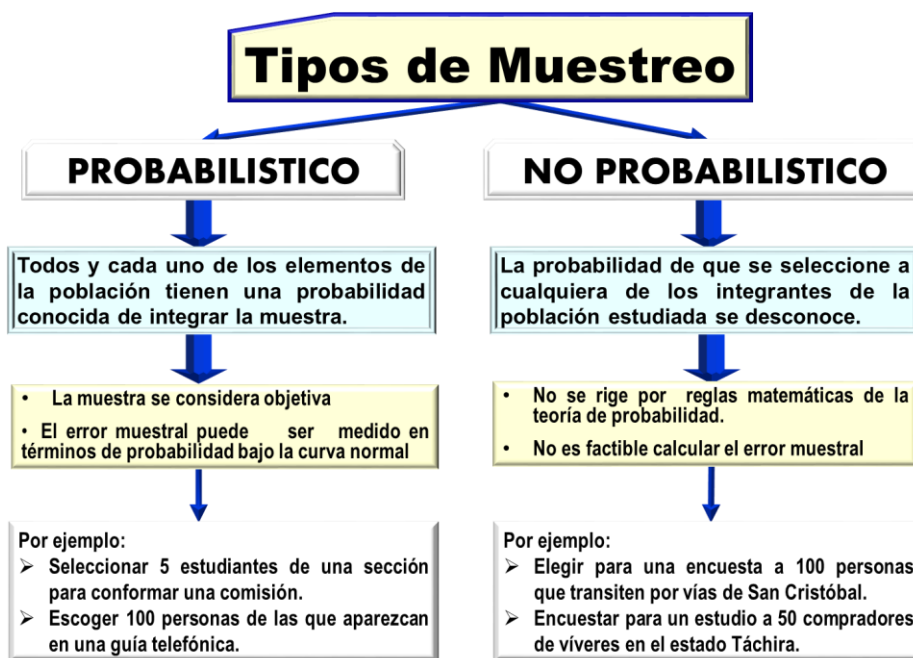 Tipos de Muestreo
PROBABILISTICO
Todos y cada uno de los elementos de
la población tienen una probabilidad
conocida de integrar la muestra.
• La muestra se considera objetiva
• El error muestral puede ser medido en
términos de probabilidad bajo la curva normal
Por ejemplo:
➢ Seleccionar 5 estudiantes de una sección
para conformar una comisión.
➢ Escoger 100 personas de las que aparezcan
en una guía telefónica.
NO PROBABILISTICO
La probabilidad de que se seleccione a
cualquiera de los integrantes de la
población estudiada se desconoce.
• No se rige por reglas matemáticas de la
teoría de probabilidad.
• No es factible calcular el error muestral
Por ejemplo:
➢ Elegir para una encuesta a 100 personas
que transiten por vías de San Cristóbal.
➢ Encuestar para un estudio a 50 compradores
de víveres en el estado Táchira.